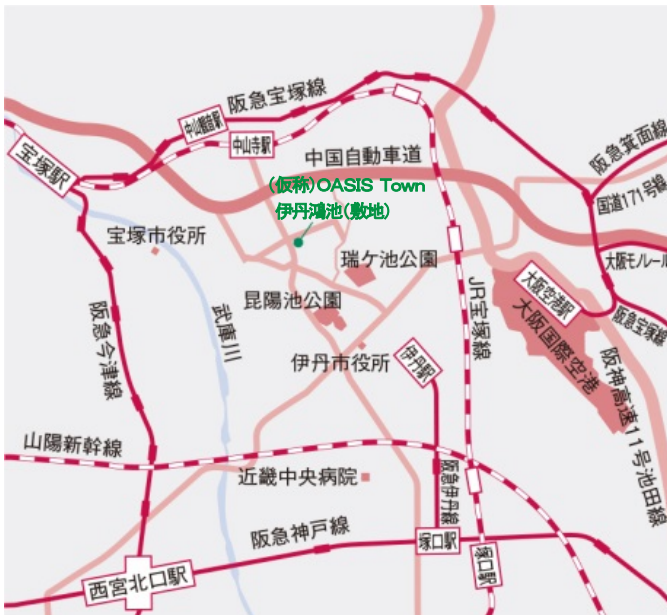 阪急宝塚線
中山観音駅
中山寺駅
中国自動車道
阪急箕面線
宝塚駅
(仮称)OASIS Town
伊丹鴻池(敷地)
国道171号線
宝塚市役所
瑞ケ池公園
大阪モノレール
大阪空港駅
昆陽池公園
JR宝塚線
大阪国際空港
阪急宝塚線
阪急今津線
武庫川
伊丹市役所
伊丹駅
阪神高速11号池田線
山陽新幹線
近畿中央病院
阪急伊丹線
阪急神戸線
塚口駅
塚口駅
西宮北口駅